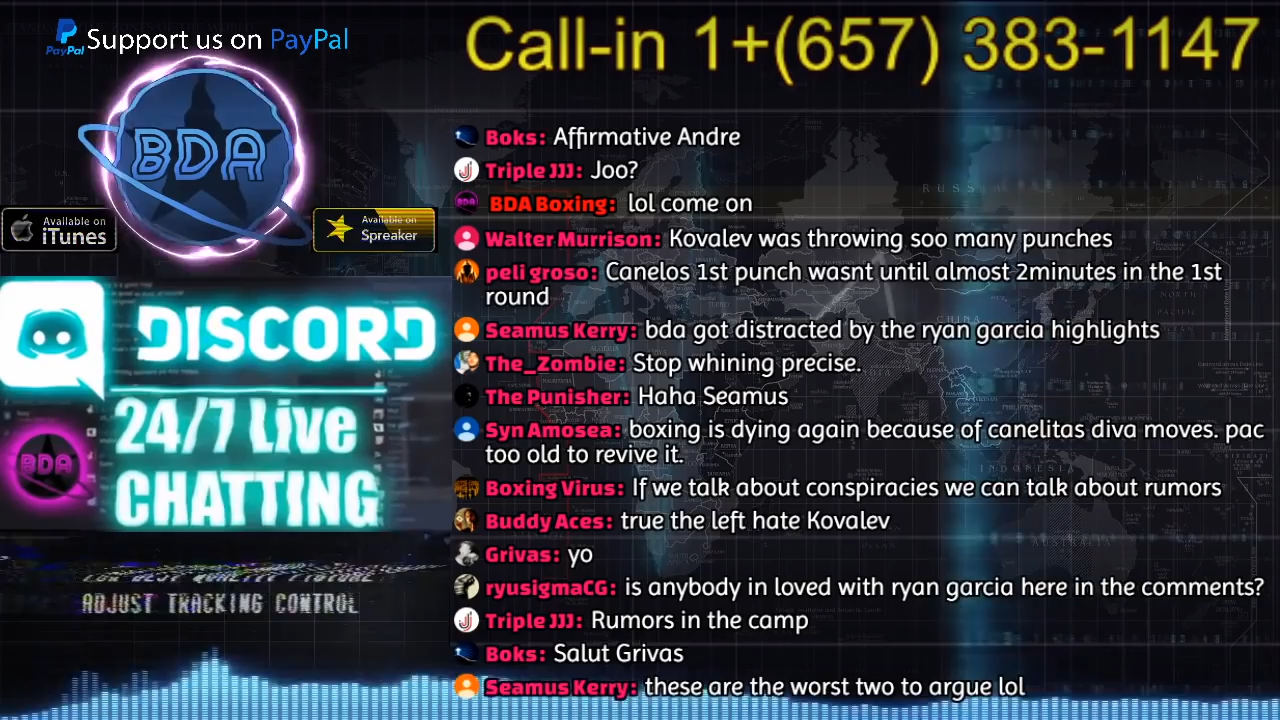 PayPal
Support us on PayPal
Call-in 1+(657) 383-1147
BDA
Available on
iTunes
Available on
Spreaker
DISCORD
24/7 Live
CHATTING
BDA
ADJUST TRACKING CONTROL
Boks: Affirmative Andre
Triple JJJ: Joo?
BDA Boxing: lol come on
Walter Murrison: Kovalev was throwing soo many punches
peli groso: Canelos 1st punch wasnt until almost 2minutes in the 1st
round
Seamus Kerry: bda got distracted by the ryan garcia highlights
The_Zombie: Stop whining precise.
The Punisher: Haha Seamus
Syn Amosea: boxing is dying again because of canelitas diva moves. pac
too old to revive it.
Boxing Virus: If we talk about conspiracies we can talk about rumors
Buddy Aces: true the left hate Kovalev
Grivas: yo
ryusigmaCG: is anybody in loved with ryan garcia here in the comments?
Triple JJJ: Rumors in the camp
Boks: Salut Grivas
Seamus Kerry: these are the worst two to argue lol
RUSSIA
CHINA
INDONESIA
AUSTRALIA